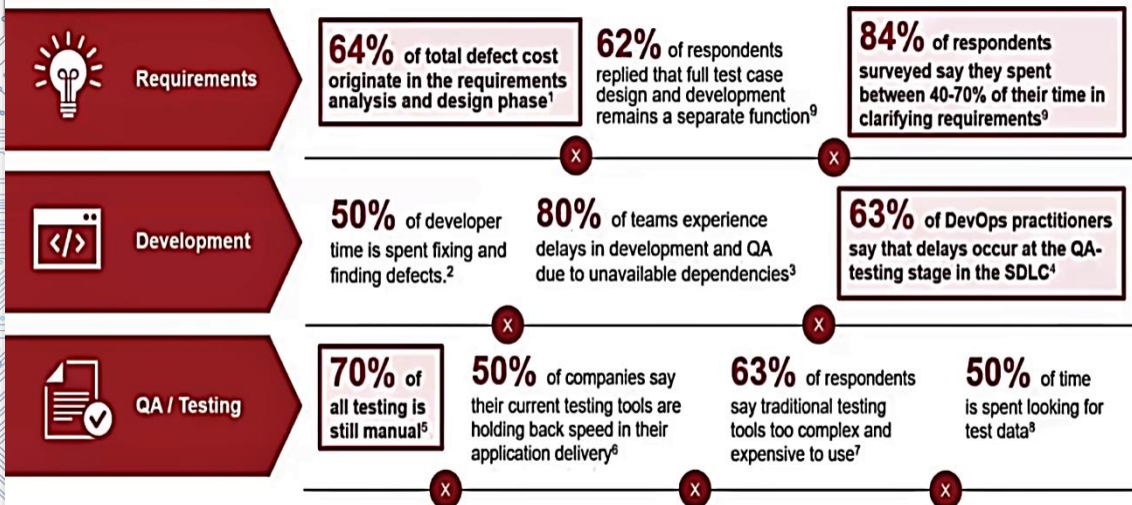 Requirements
64% of total defect cost
originate in the requirements
analysis and design phase¹
62% of respondents
replied that full test case
design and development
remains a separate function⁹
84% of respondents
surveyed say they spent
between 40-70% of their time in
clarifying requirements⁹
X
X
Development
50% of developer
time is spent fixing and
finding defects.²
80% of teams experience
delays in development and QA
due to unavailable dependencies³
63% of DevOps practitioners
say that delays occur at the QA-
testing stage in the SDLC⁴
X
X
QA / Testing
70% of
all testing is
still manual⁵
50% of companies say
their current testing tools are
holding back speed in their
application delivery⁶
63% of respondents
say traditional testing
tools too complex and
expensive to use⁷
50% of time
is spent looking for
test data⁸
X
X
X